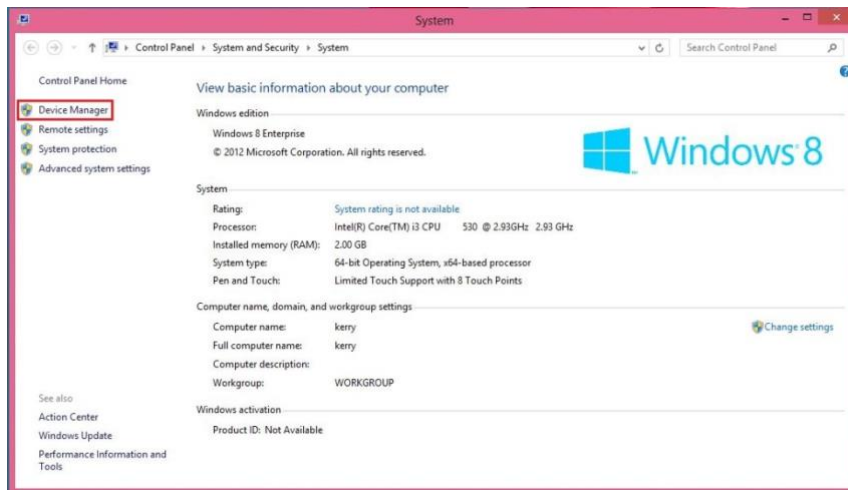 System
Control Panel ▸ System and Security ▸ System
Search Control Panel
Control Panel Home
Device Manager
Remote settings
System protection
Advanced system settings
See also
Action Center
Windows Update
Performance Information and
Tools
View basic information about your computer
Windows edition
Windows 8 Enterprise
© 2012 Microsoft Corporation. All rights reserved.
Windows 8
System
Rating: System rating is not available
Processor: Intel(R) Core(TM) i3 CPU 530 @ 2.93GHz 2.93 GHz
Installed memory (RAM): 2.00 GB
System type: 64-bit Operating System, x64-based processor
Pen and Touch: Limited Touch Support with 8 Touch Points
Computer name, domain, and workgroup settings
Computer name: kerry
Change settings
Full computer name: kerry
Computer description:
Workgroup: WORKGROUP
Windows activation
Product ID: Not Available